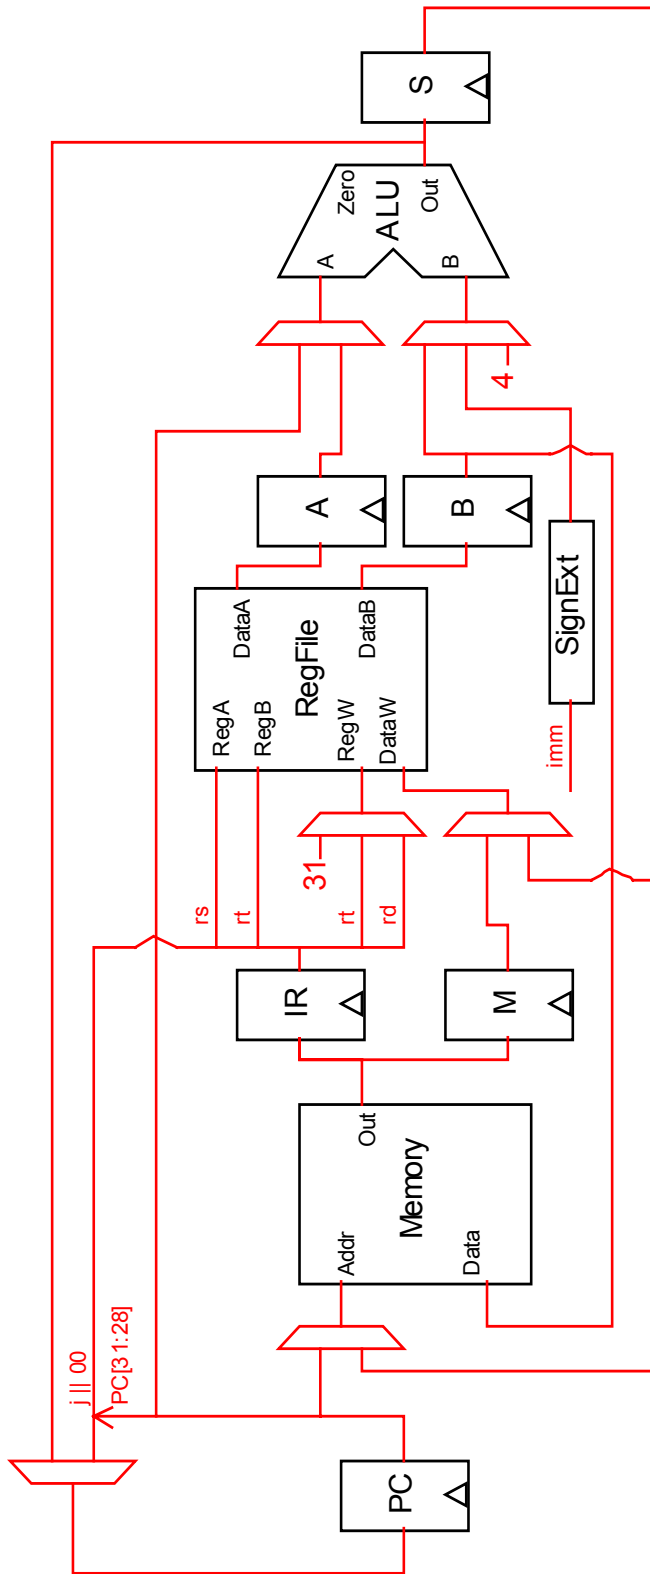 PC
j || 00
PC[31:28]
Addr
Data
Memory
Out
IR
M
rs
rt
31
rt
rd
imm
RegA
RegB
RegW
DataW
RegFile
DataA
DataB
SignExt
A
B
4
A
B
ALU
Zero
Out
S